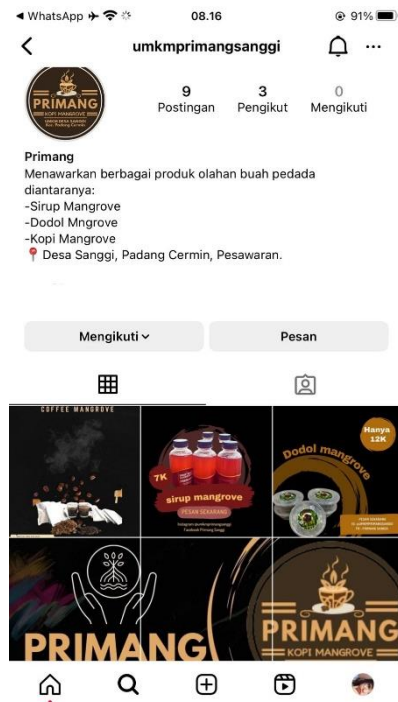 WhatsApp
08.16
91%
umkmprimangsanggi
PRIMANG
KOPI MANGROVE
9
3
0
Postingan
Pengikut
Mengikuti
Primang
Menawarkan berbagai produk olahan buah pedada
diantaranya:
-Sirup Mangrove
-Dodol Mngrove
-Kopi Mangrove
📍 Desa Sanggi, Padang Cermin, Pesawaran.
Mengikuti
Pesan
COFFEE MANGROVE
7K
sirup mangrove
PESAN SEKARANG
Hanya
12K
Dodol mangrove
PRIMANG
PRIMANG
KOPI MANGROVE